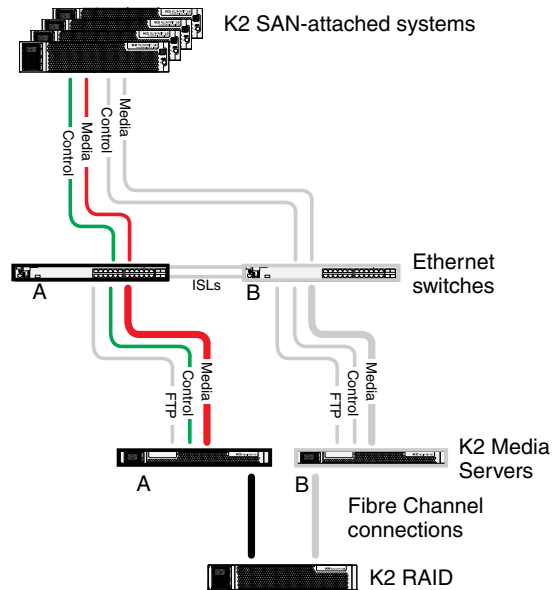 K2 SAN-attached systems
Control
Media
Control
Media
Ethernet
switches
A
ISLs
B
FTP
Control
Media
FTP
Control
Media
K2 Media
Servers
A
B
Fibre Channel
connections
K2 RAID